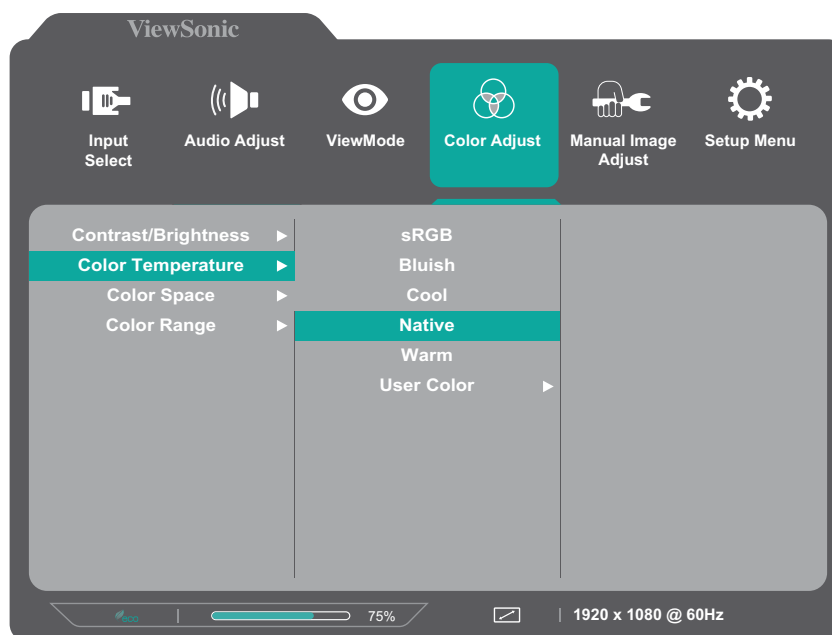 ViewSonic
Input
Select
Audio Adjust
ViewMode
Color Adjust
Manual Image
Adjust
Setup Menu
Contrast/Brightness
Color Temperature
Color Space
Color Range
sRGB
Bluish
Cool
Native
Warm
User Color
eco
75%
1920 x 1080 @ 60Hz